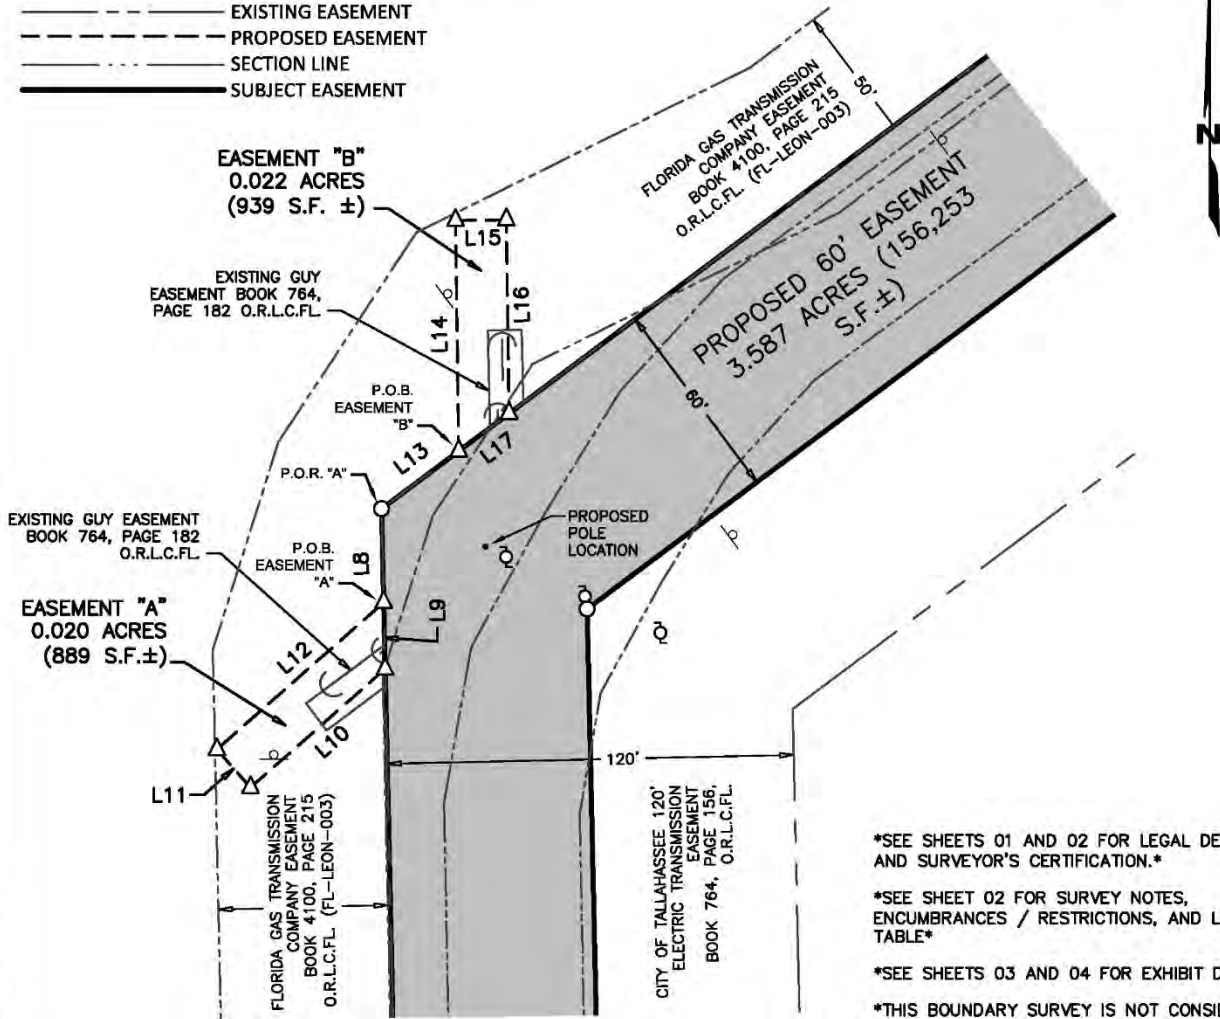 EXISTING EASEMENT
PROPOSED EASEMENT
SECTION LINE
SUBJECT EASEMENT
N
EASEMENT "B"
0.022 ACRES
(939 S.F. ±)
FLORIDA GAS TRANSMISSION
COMPANY EASEMENT
BOOK 4100, PAGE 215
O.R.L.C.FL. (FL-LEON-003)
50'
L15
EXISTING GUY
EASEMENT BOOK 764,
PAGE 182 O.R.L.C.FL.
L14
L16
PROPOSED 60' EASEMENT
3.587 ACRES (156,253
S.F.±)
60'
P.O.B.
EASEMENT
"B"
L13
L17
P.O.R. "A"
EXISTING GUY EASEMENT
BOOK 764, PAGE 182
O.R.L.C.FL.
P.O.B.
EASEMENT
"A"
L8
PROPOSED
POLE
LOCATION
EASEMENT "A"
0.020 ACRES
(889 S.F.±)
L9
L12
L10
L11
120'
FLORIDA GAS TRANSMISSION
COMPANY EASEMENT
BOOK 4100, PAGE 215
O.R.L.C.FL. (FL-LEON-003)
CITY OF TALLAHASSEE 120'
ELECTRIC TRANSMISSION
EASEMENT
BOOK 764, PAGE 156,
O.R.L.C.FL.
*SEE SHEETS 01 AND 02 FOR LEGAL DE
AND SURVEYOR'S CERTIFICATION.*
*SEE SHEET 02 FOR SURVEY NOTES,
ENCUMBRANCES / RESTRICTIONS, AND L
TABLE*
*SEE SHEETS 03 AND 04 FOR EXHIBIT D
*THIS BOUNDARY SURVEY IS NOT CONSI